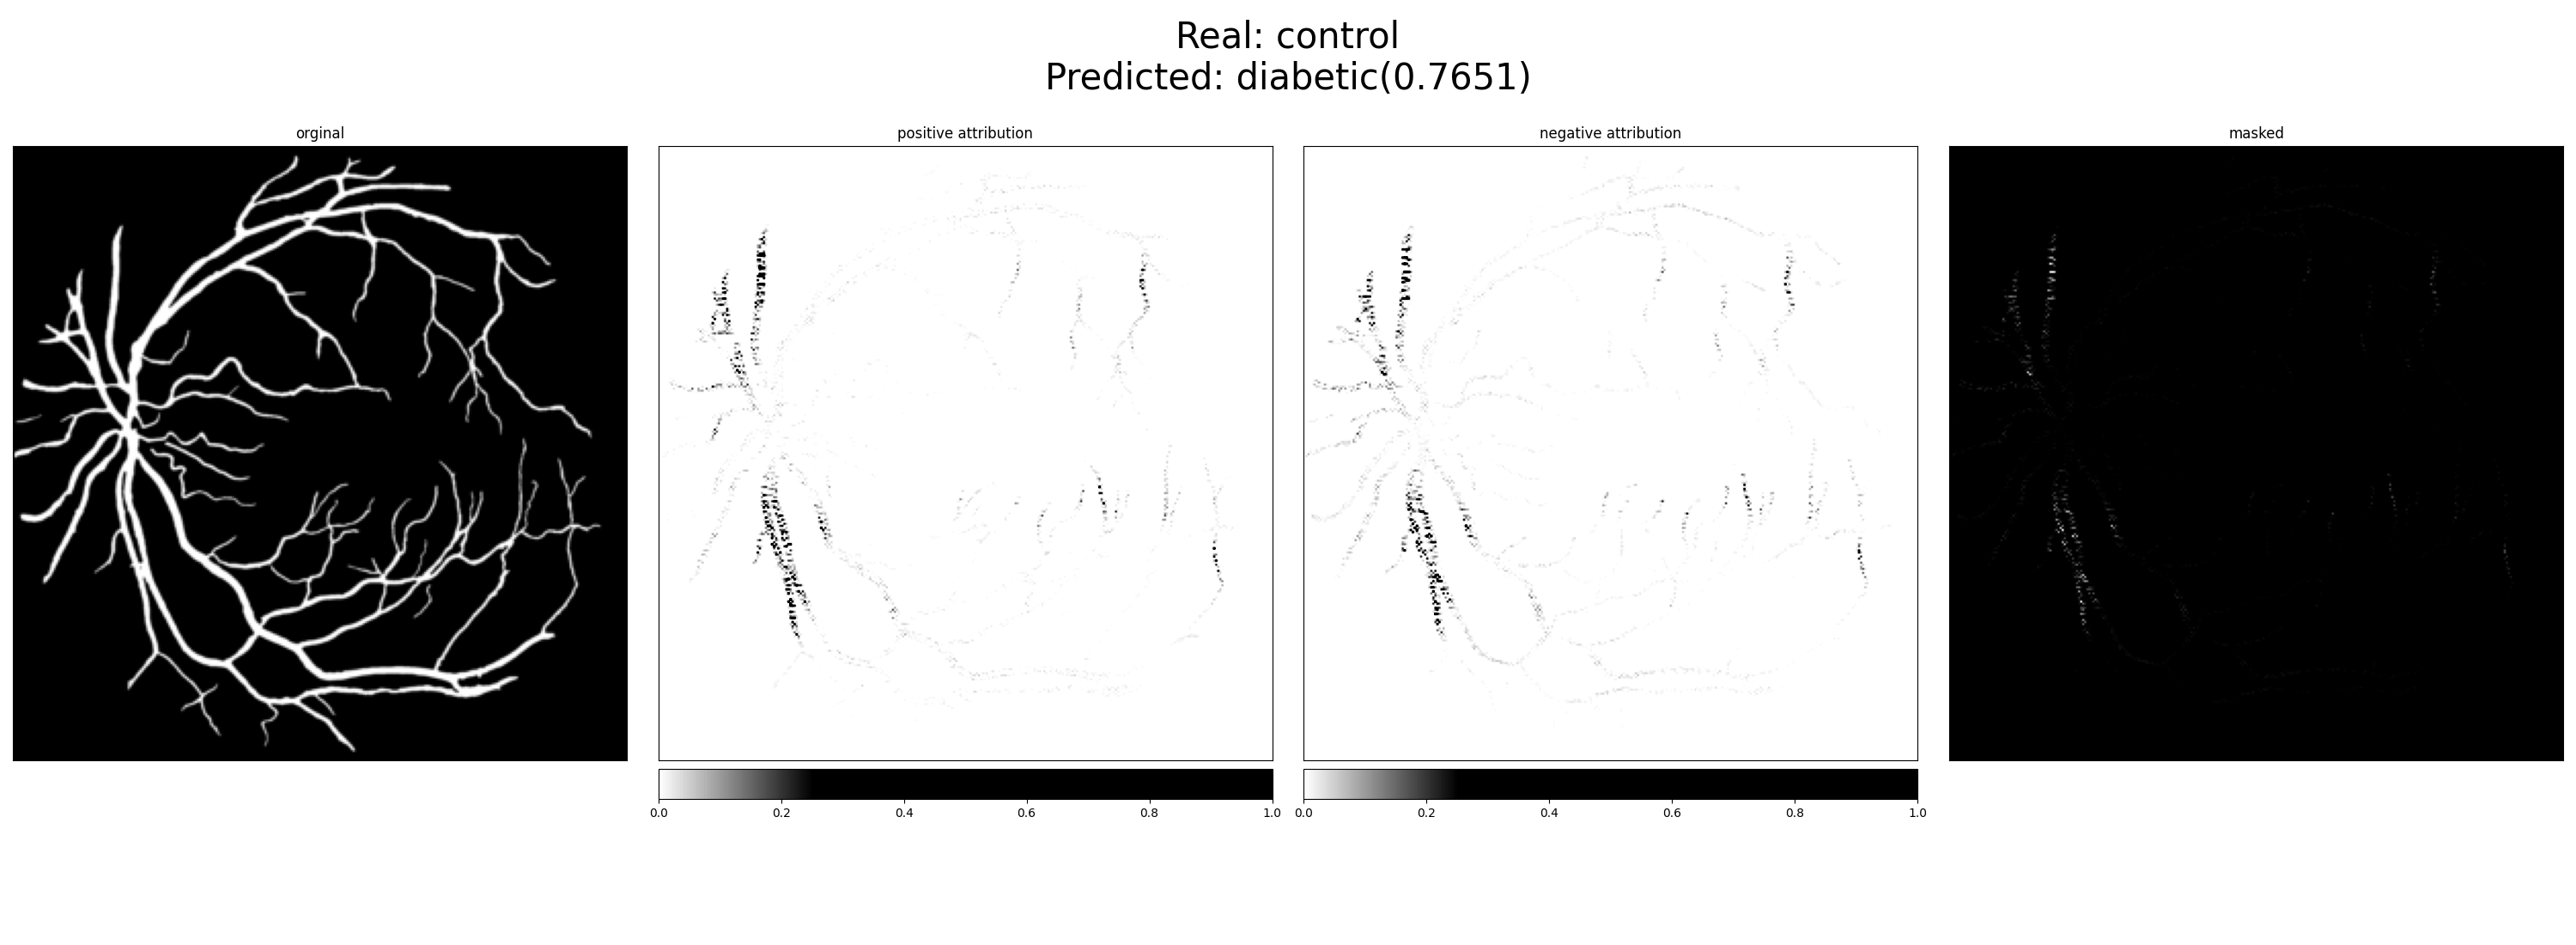 Real: control
Predicted: diabetic(0.7651)
orginal
positive attribution
negative attribution
masked
0.0 0.2 0.4 0.6 0.8 1.0
0.0 0.2 0.4 0.6 0.8 1.0